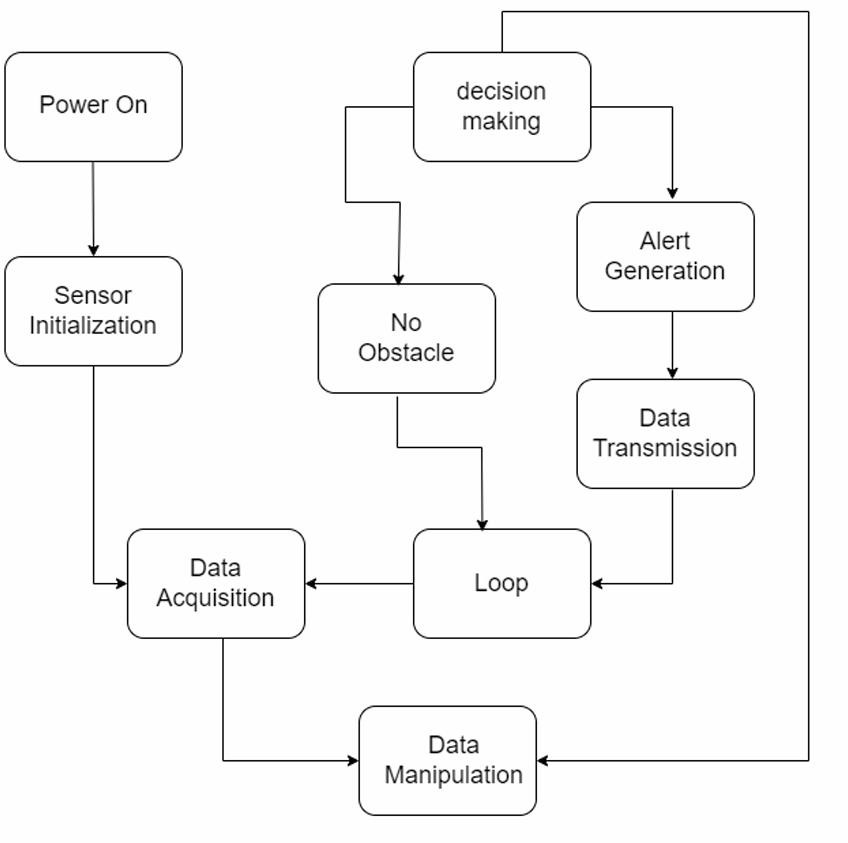 Power On
decision
making
Sensor
Initialization
Alert
Generation
No
Obstacle
Data
Transmission
Data
Acquisition
Loop
Data
Manipulation